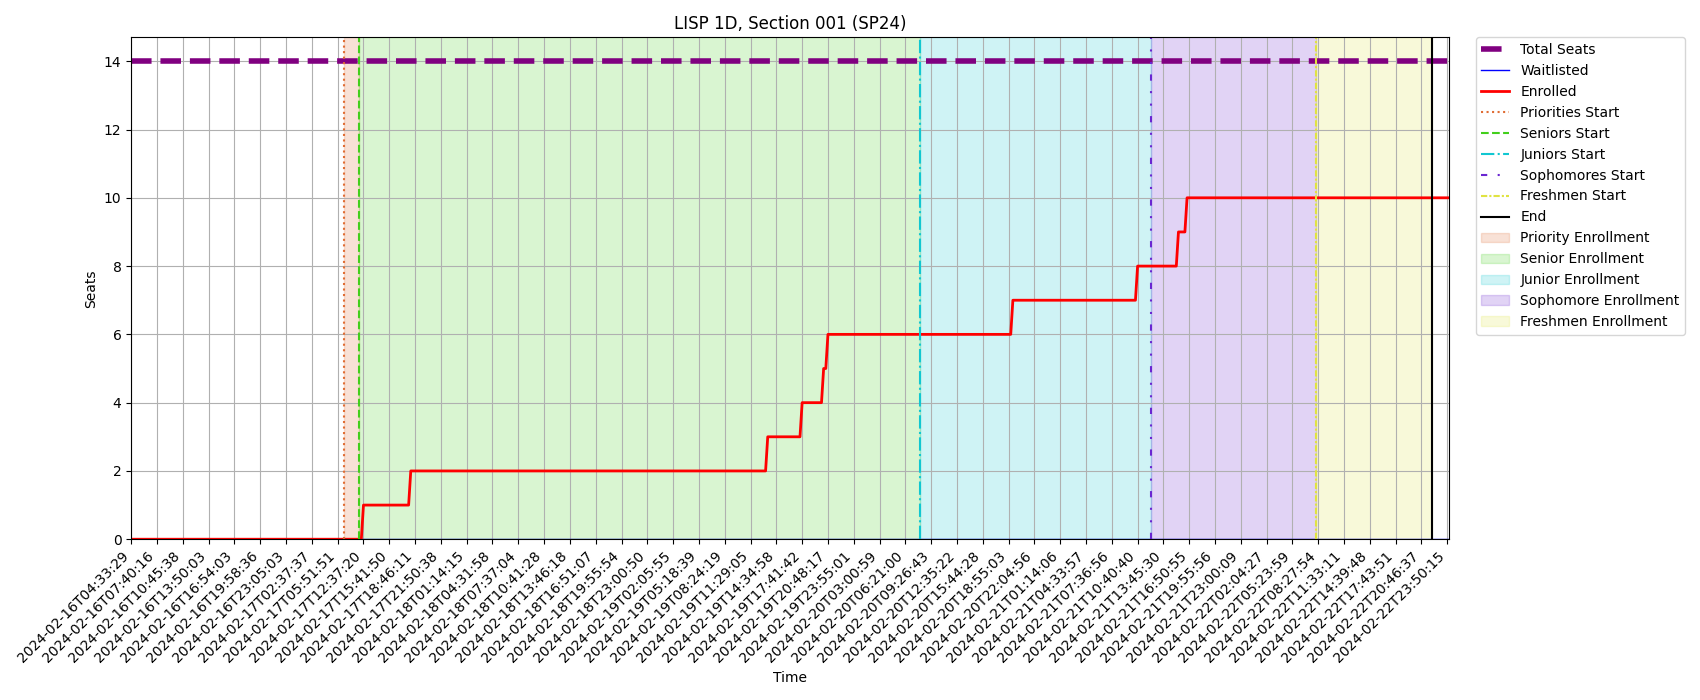 LISP 1D, Section 001 (SP24)
Seats
14
12
10
8
6
4
2
0
2024-02-16T04:33:29
2024-02-16T07:40:16
2024-02-16T10:45:38
2024-02-16T13:50:03
2024-02-16T16:54:03
2024-02-16T19:58:36
2024-02-16T23:05:03
2024-02-17T02:37:37
2024-02-17T05:51:51
2024-02-17T12:37:20
2024-02-17T15:41:50
2024-02-17T18:46:11
2024-02-17T21:50:38
2024-02-18T01:14:15
2024-02-18T04:31:58
2024-02-18T07:37:04
2024-02-18T10:41:28
2024-02-18T13:46:18
2024-02-18T16:51:07
2024-02-18T19:55:54
2024-02-18T23:00:50
2024-02-19T02:05:55
2024-02-19T05:18:39
2024-02-19T08:24:19
2024-02-19T11:29:05
2024-02-19T14:34:58
2024-02-19T17:41:42
2024-02-19T20:48:17
2024-02-19T23:55:01
2024-02-20T03:00:59
2024-02-20T06:21:00
2024-02-20T09:26:43
2024-02-20T12:35:22
2024-02-20T15:44:28
2024-02-20T18:55:03
2024-02-20T22:04:56
2024-02-21T01:14:06
2024-02-21T04:33:57
2024-02-21T07:36:56
2024-02-21T10:40:40
2024-02-21T13:45:30
2024-02-21T16:50:55
2024-02-21T19:55:56
2024-02-21T23:00:09
2024-02-22T02:04:27
2024-02-22T05:23:59
2024-02-22T08:27:54
2024-02-22T11:33:11
2024-02-22T14:39:48
2024-02-22T17:43:51
2024-02-22T20:46:37
2024-02-22T23:50:15
Time
Total Seats
Waitlisted
Enrolled
Priorities Start
Seniors Start
Juniors Start
Sophomores Start
Freshmen Start
End
Priority Enrollment
Senior Enrollment
Junior Enrollment
Sophomore Enrollment
Freshmen Enrollment